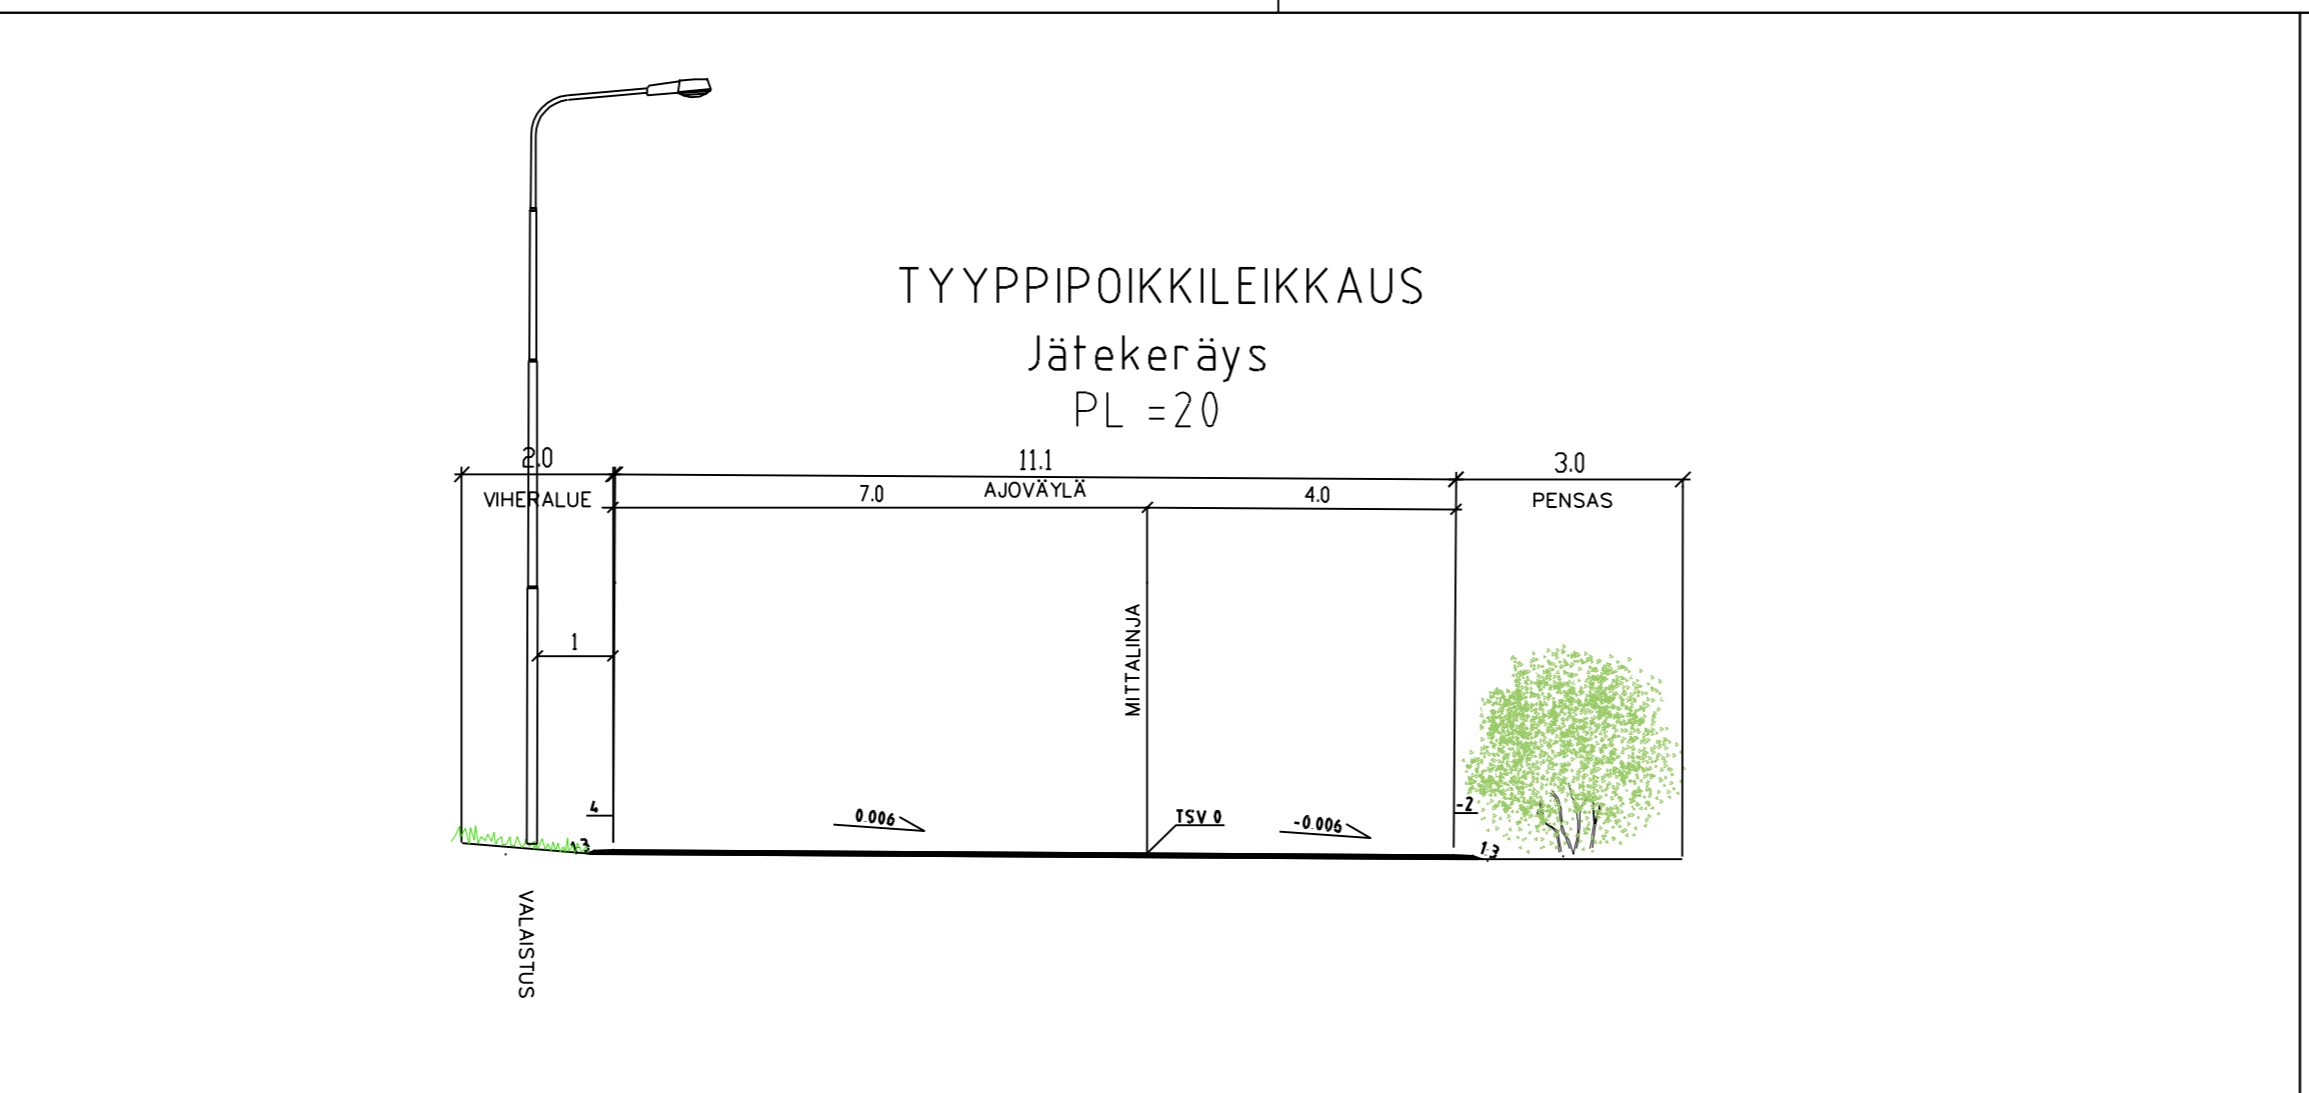 TYYPPIPOIKKILEIKKAUS
Jätekeräys
PL =20
2.0
11.1
3.0
VIHERALUE
7.0
AJOVÄYLÄ
4.0
PENSAS
1
MITTALINJA
4
0.006
TSV 0
-0.006
-2
1:3
1:3
VALAISTUS